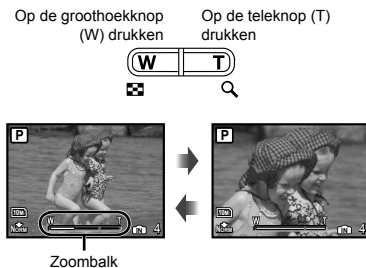 Op de groothoekknop
(W) drukken
Op de teleknop (T)
drukken
W T
P
W T
10M
NORM
IN 4
P
W T
10M
NORM
IN 4
Zoombalk